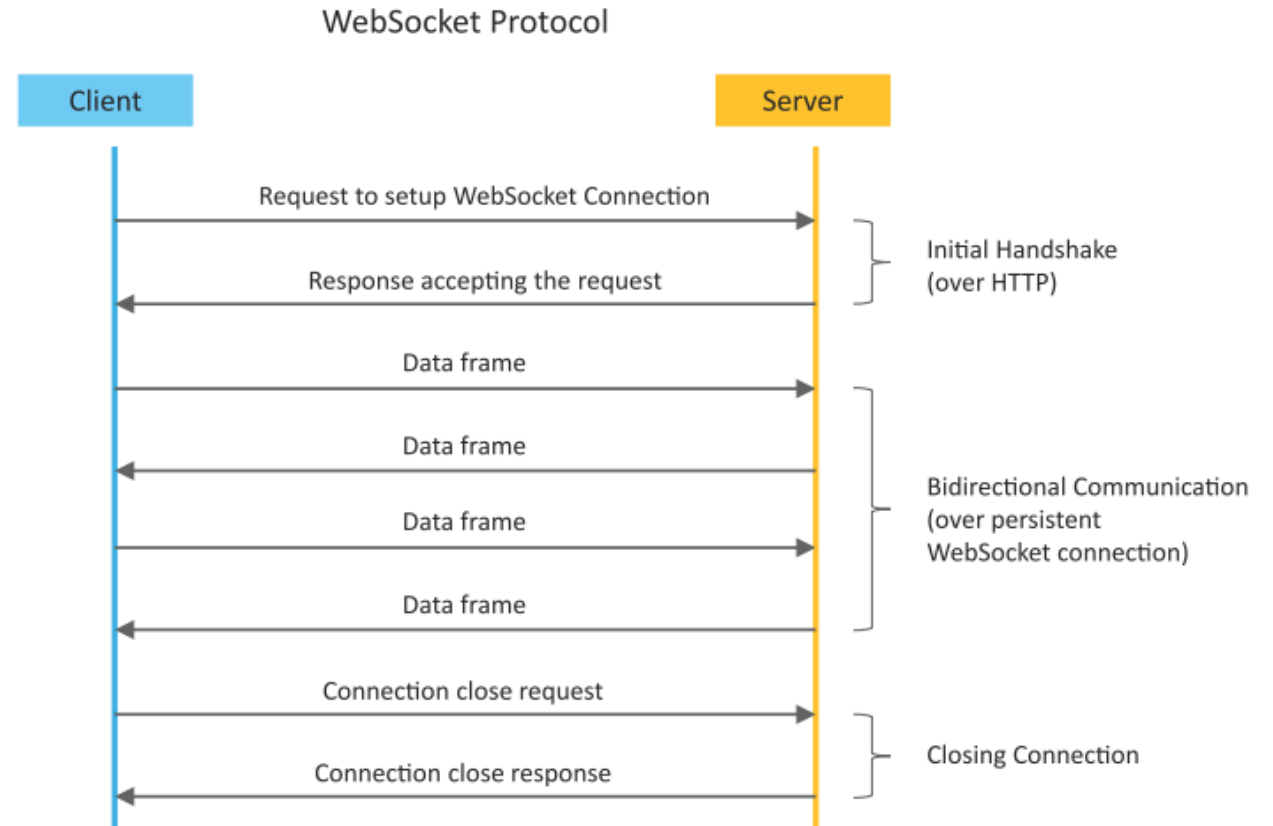 WebSocket Protocol
Client
Server
Request to setup WebSocket Connection
Response accepting the request
Initial Handshake
(over HTTP)
Data frame
Data frame
Data frame
Data frame
Bidirectional Communication
(over persistent
WebSocket connection)
Connection close request
Connection close response
Closing Connection